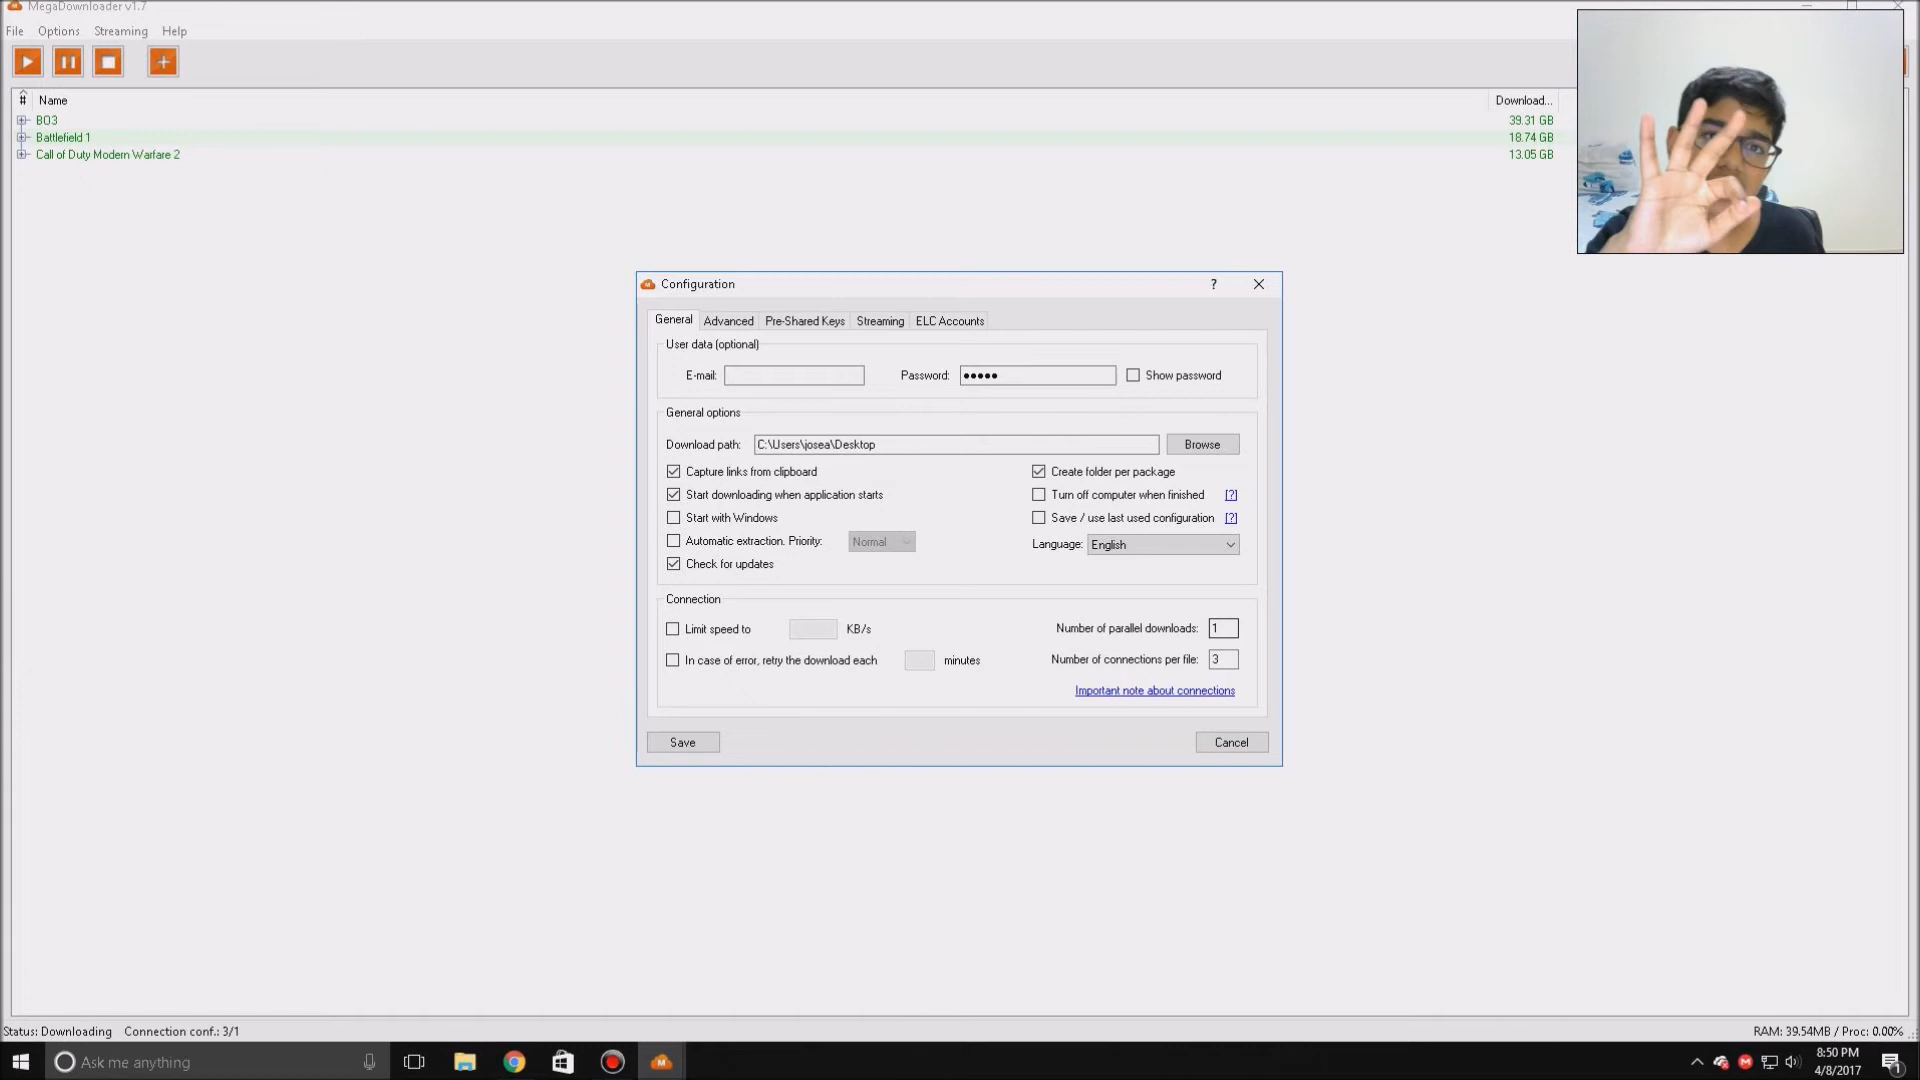 MegaDownloader v1.7
File Options Streaming Help
# Name Download...
BO3 39.31 GB
Battlefield 1 18.74 GB
Call of Duty Modern Warfare 2 13.05 GB
Configuration ?
General Advanced Pre-Shared Keys Streaming ELC Accounts
User data (optional)
E-mail: Password: ●●●●● Show password
General options
Download path: C:\Users\josea\Desktop Browse
Capture links from clipboard Create folder per package
Start downloading when application starts Turn off computer when finished [?]
Start with Windows Save / use last used configuration [?]
Automatic extraction. Priority: Normal Language: English
Check for updates
Connection
Limit speed to KB/s Number of parallel downloads: 1
In case of error, retry the download each minutes Number of connections per file: 3
Important note about connections
Save Cancel
Status: Downloading Connection conf.: 3/1 RAM: 39.54MB / Proc: 0.00%
Ask me anything 8:50 PM
4/8/2017
1